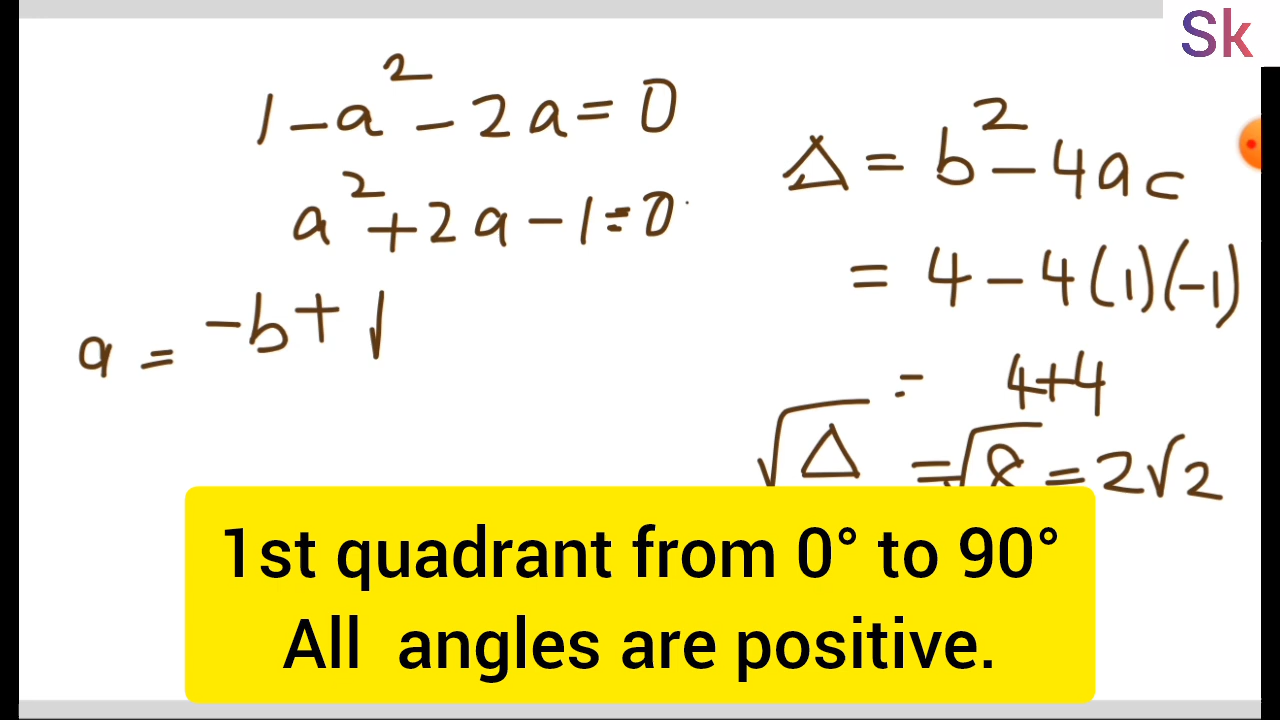 Sk
1 - a² - 2a = 0
a² + 2a - 1 = 0
a = -b + √
Δ = b² - 4ac
= 4 - 4(1)(-1)
= 4+4
√Δ = √8 = 2√2
1st quadrant from 0° to 90°
All angles are positive.